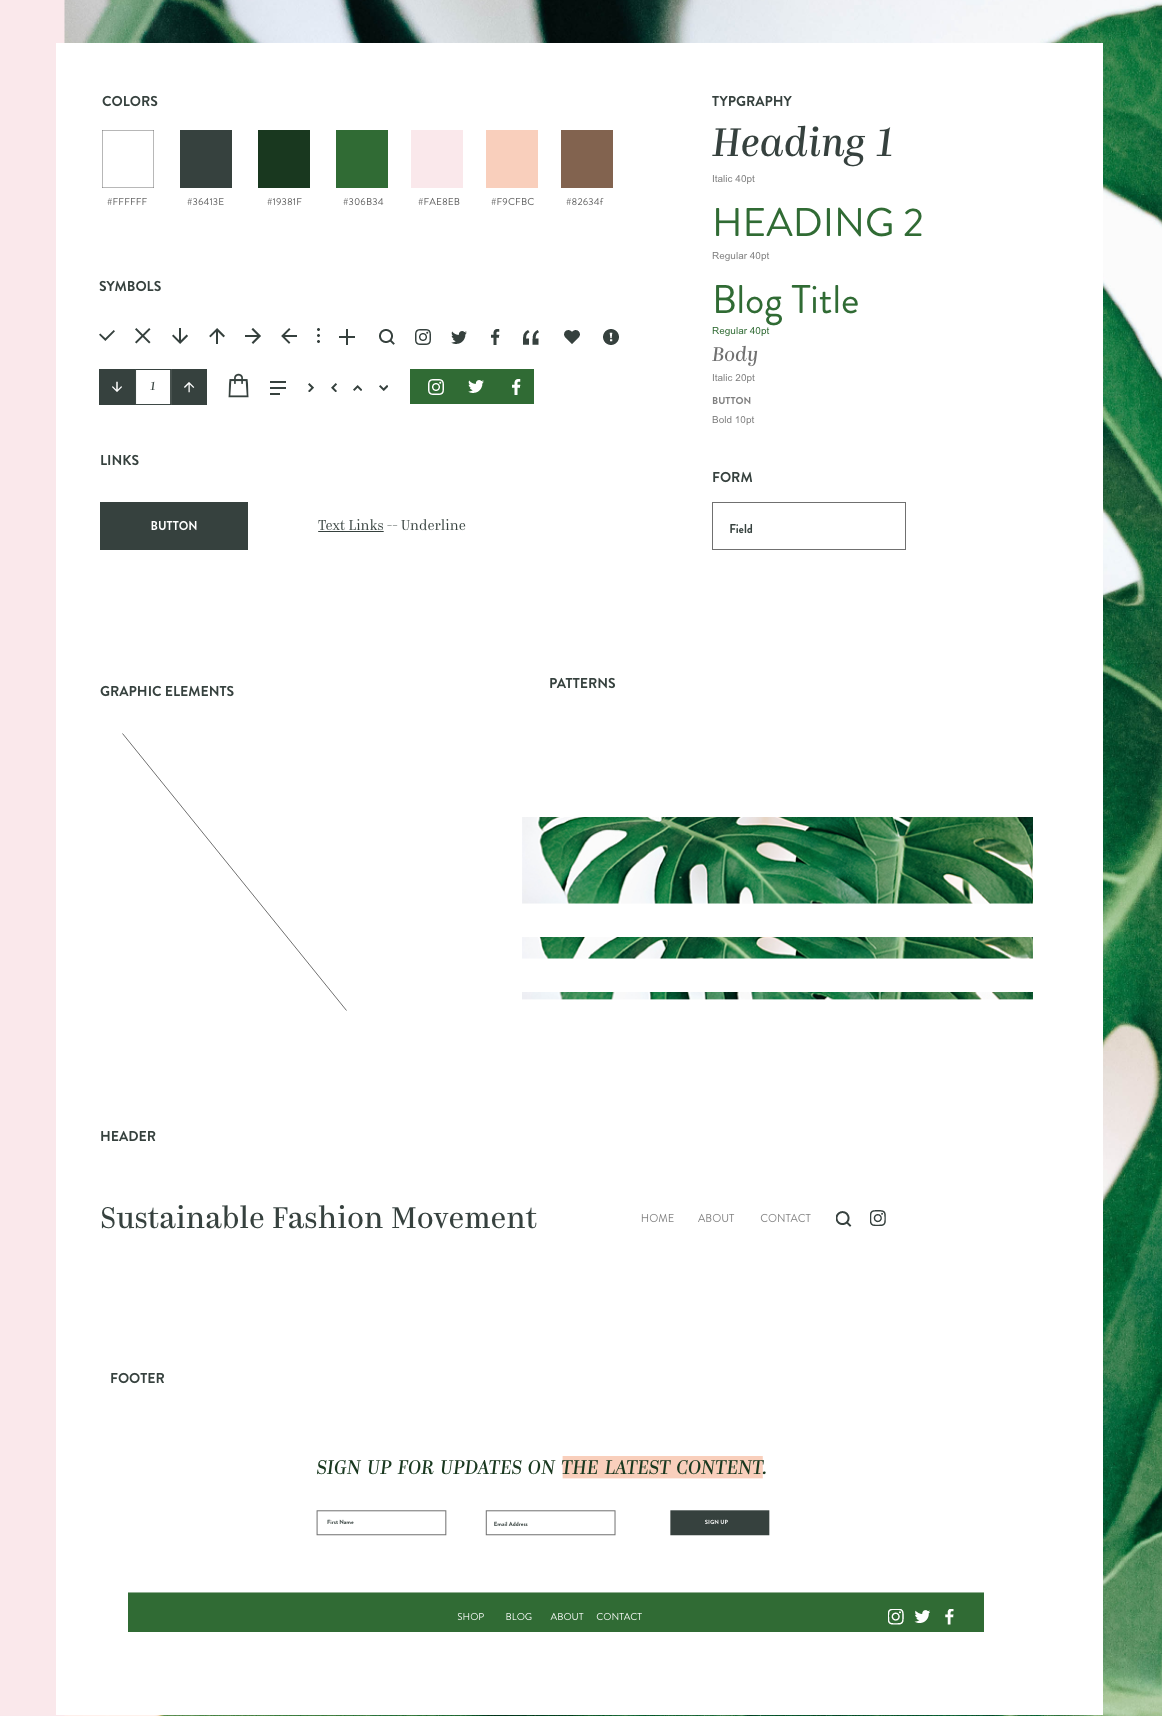 COLORS
#FFFFFF #36413E #19381F #306B34 #FAE8EB #F9CFBC #82634f
TYPGRAPHY
Heading 1
Italic 40pt
HEADING 2
Regular 40pt
Blog Title
Regular 40pt
Body
Italic 20pt
BUTTON
Bold 10pt
SYMBOLS
1
LINKS
BUTTON
Text Links -- Underline
FORM
Field
GRAPHIC ELEMENTS
PATTERNS
HEADER
Sustainable Fashion Movement
HOME ABOUT CONTACT
FOOTER
SIGN UP FOR UPDATES ON THE LATEST CONTENT.
First Name
Email Address
SIGN UP
SHOP BLOG ABOUT CONTACT